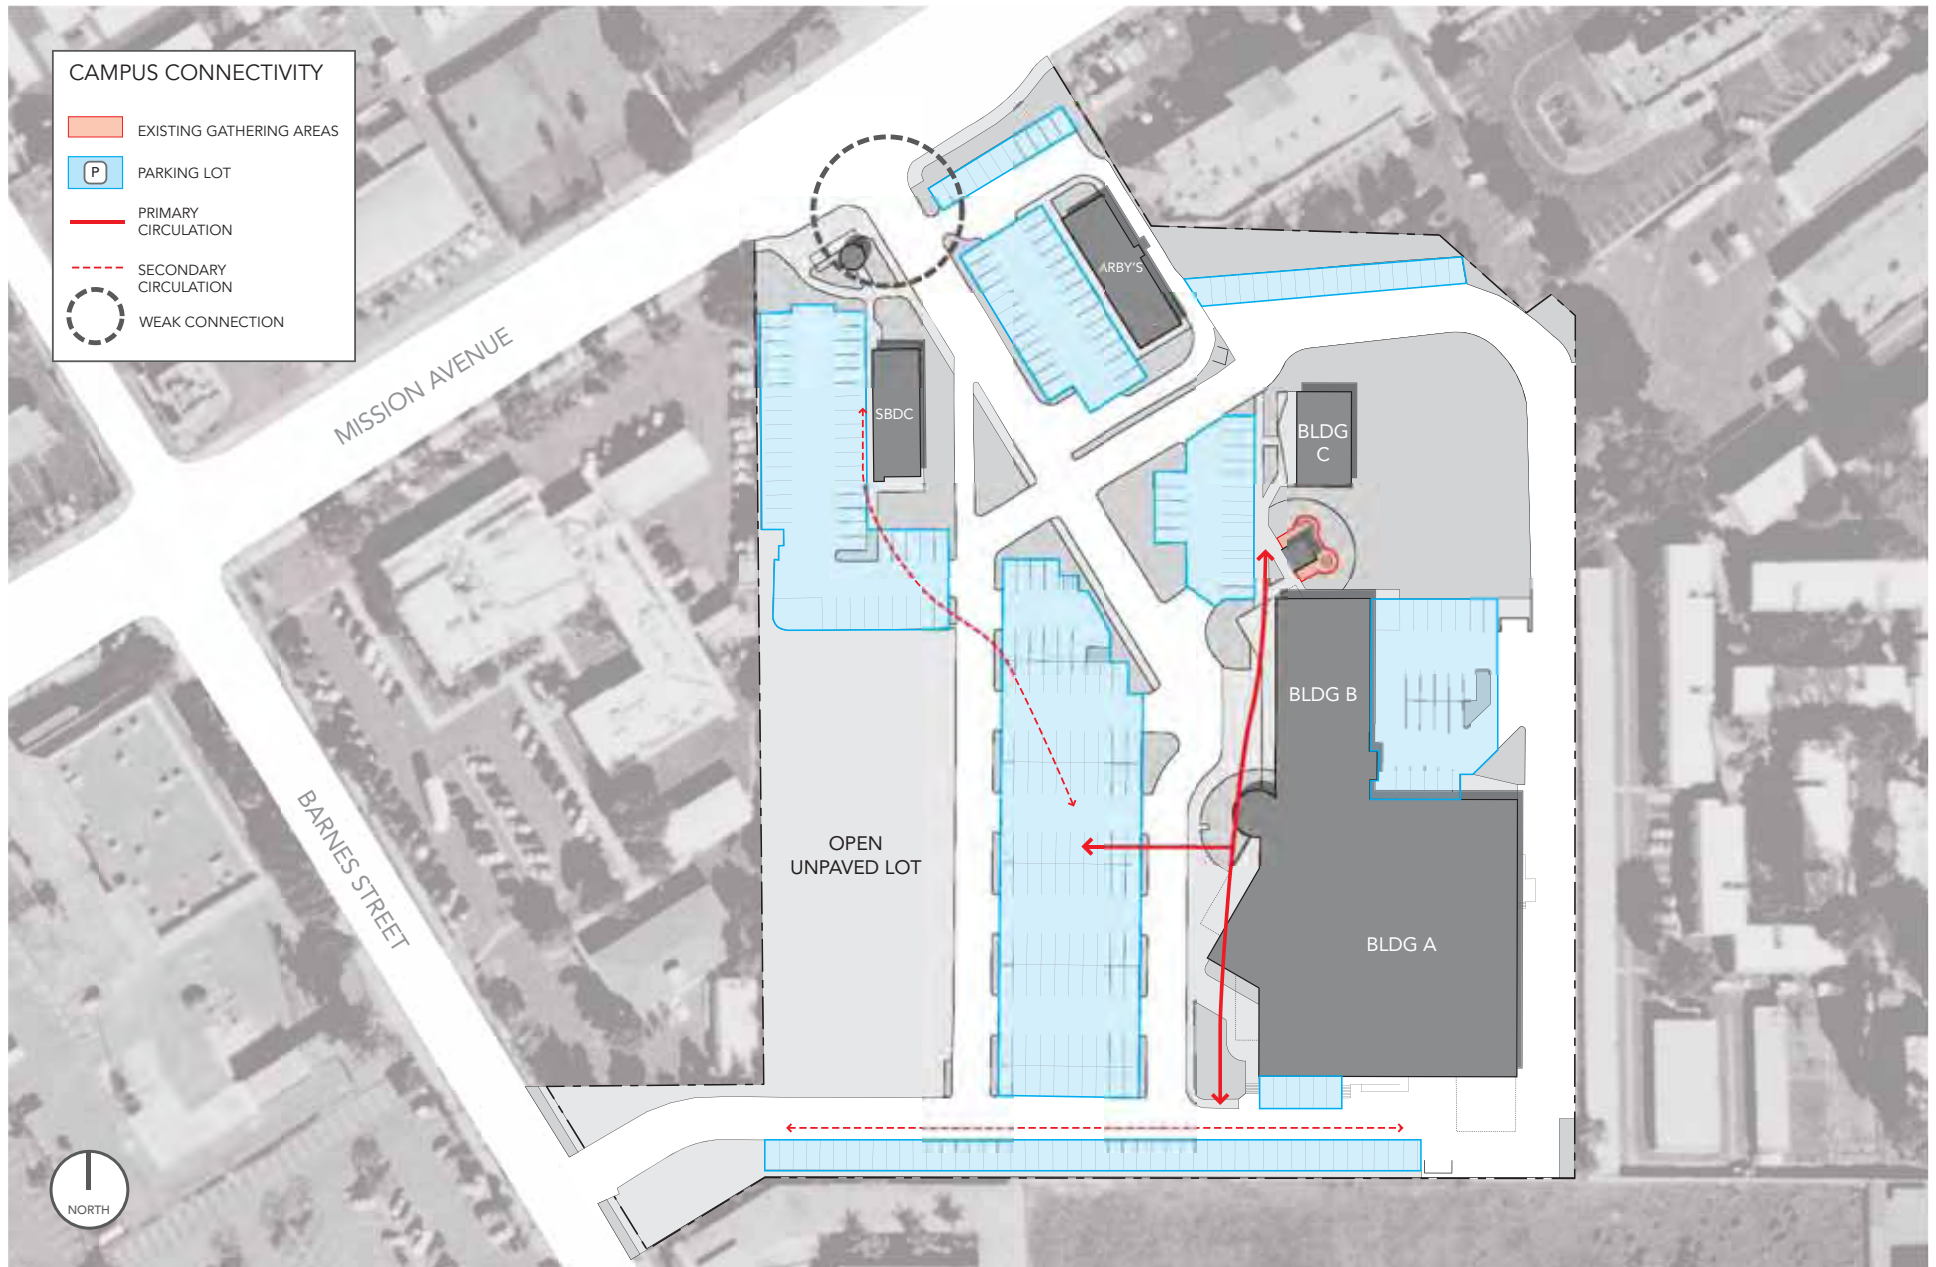 CAMPUS CONNECTIVITY
EXISTING GATHERING AREAS
P
PARKING LOT
PRIMARY
CIRCULATION
SECONDARY
CIRCULATION
WEAK CONNECTION
MISSION AVENUE
ARBY'S
SBDC
BLDG
C
BLDG B
BARNES STREET
OPEN
UNPAVED LOT
BLDG A
NORTH